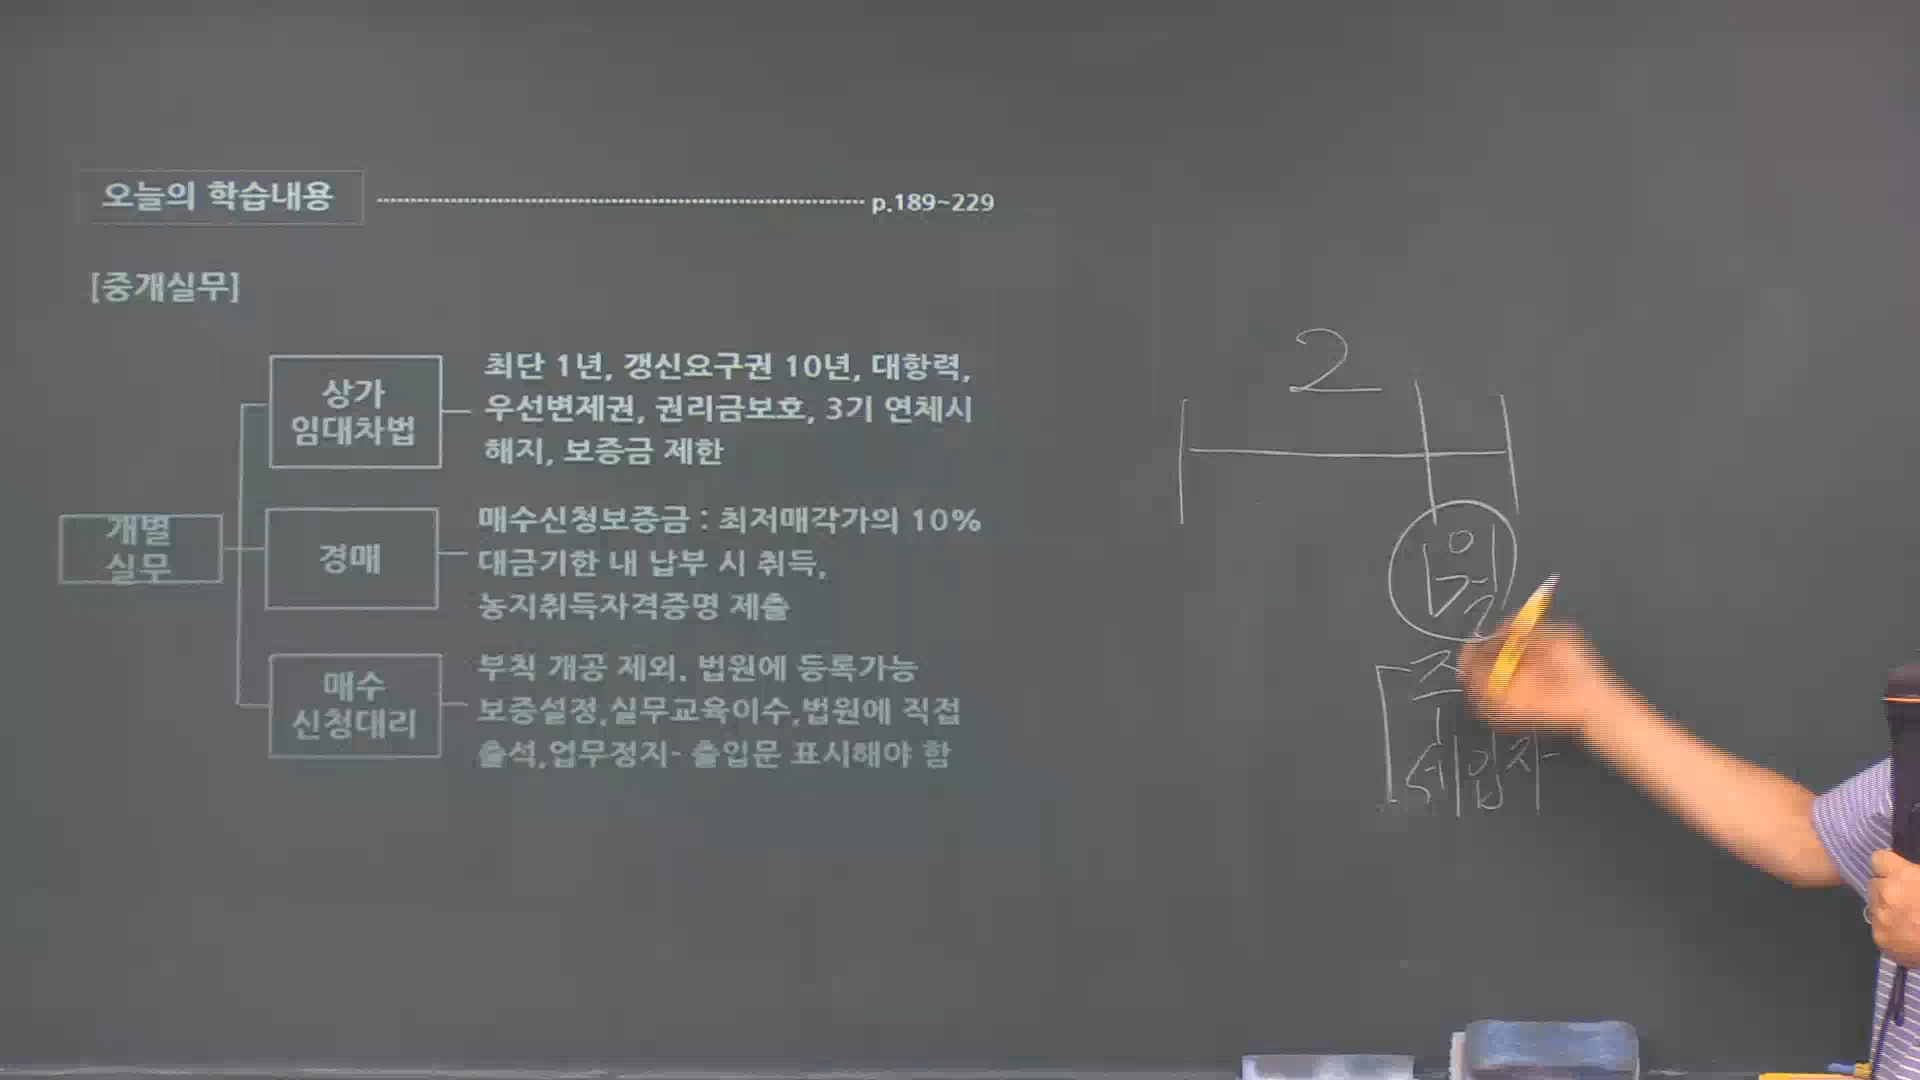 오늘의 학습내용 p.189~229
[중개실무]
개별
실무
상가
임대차법
최단 1년, 갱신요구권 10년, 대항력,
우선변제권, 권리금보호, 3기 연체시
해지, 보증금 제한
경매
매수신청보증금 : 최저매각가의 10%
대금기한 내 납부 시 취득,
농지취득자격증명 제출
매수
신청대리
부칙 개공 제외, 법원에 등록가능
보증설정,실무교육이수,법원에 직접
출석,업무정지- 출입문 표시해야 함
2
세입자